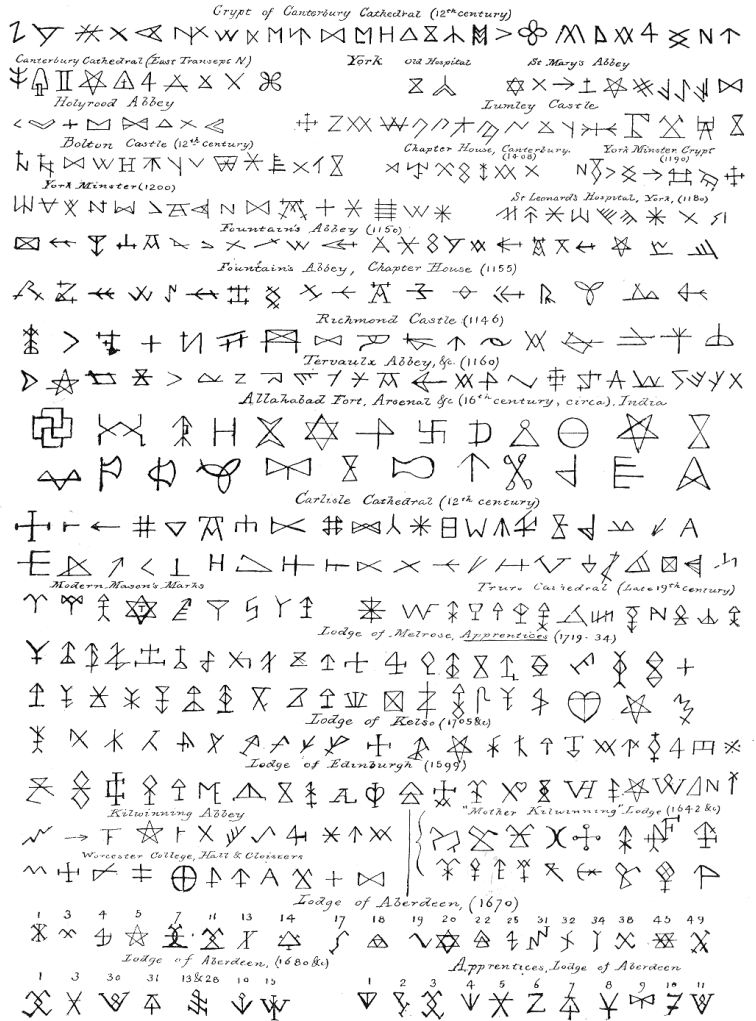 Crypt of Canterbury Cathedral (12th century)
Canterbury Cathedral (East Transept N) York Old Hospital St Mary's Abbey
Holyrood Abbey Lumley Castle
Bolton Castle (12th century) Chapter House, Canterbury. (1408) York Minster Crypt (1190)
York Minster (1200) St Leonard's Hospital, York, (1180)
Fountain's Abbey (1150)
Fountain's Abbey, Chapter House (1155)
Richmond Castle (1146)
Tervaulx Abbey, &c. (1160)
Allahabad Fort, Arsenal &c (16th century, circa). India
Carlisle Cathedral (12th century)
Modern Mason's Marks Truro Cathedral (Late 19th century)
Lodge of Melrose, Apprentices (1719-34)
Lodge of Kelso (1705 &c)
Lodge of Edinburgh (1599)
Kilwinning Abbey "Mother Kilwinning" Lodge (1642 &c)
Worcester College, Hall & Cloisters
Lodge of Aberdeen, (1670)
1 3 4 5 7 11 13 14 17 18 19 20 22 25 31 32 34 38 45 49
Lodge of Aberdeen, (1680 &c) Apprentices, Lodge of Aberdeen
1 3 30 31 13&28 10 15 1 2 3 4 5 6 7 8 9 10 11